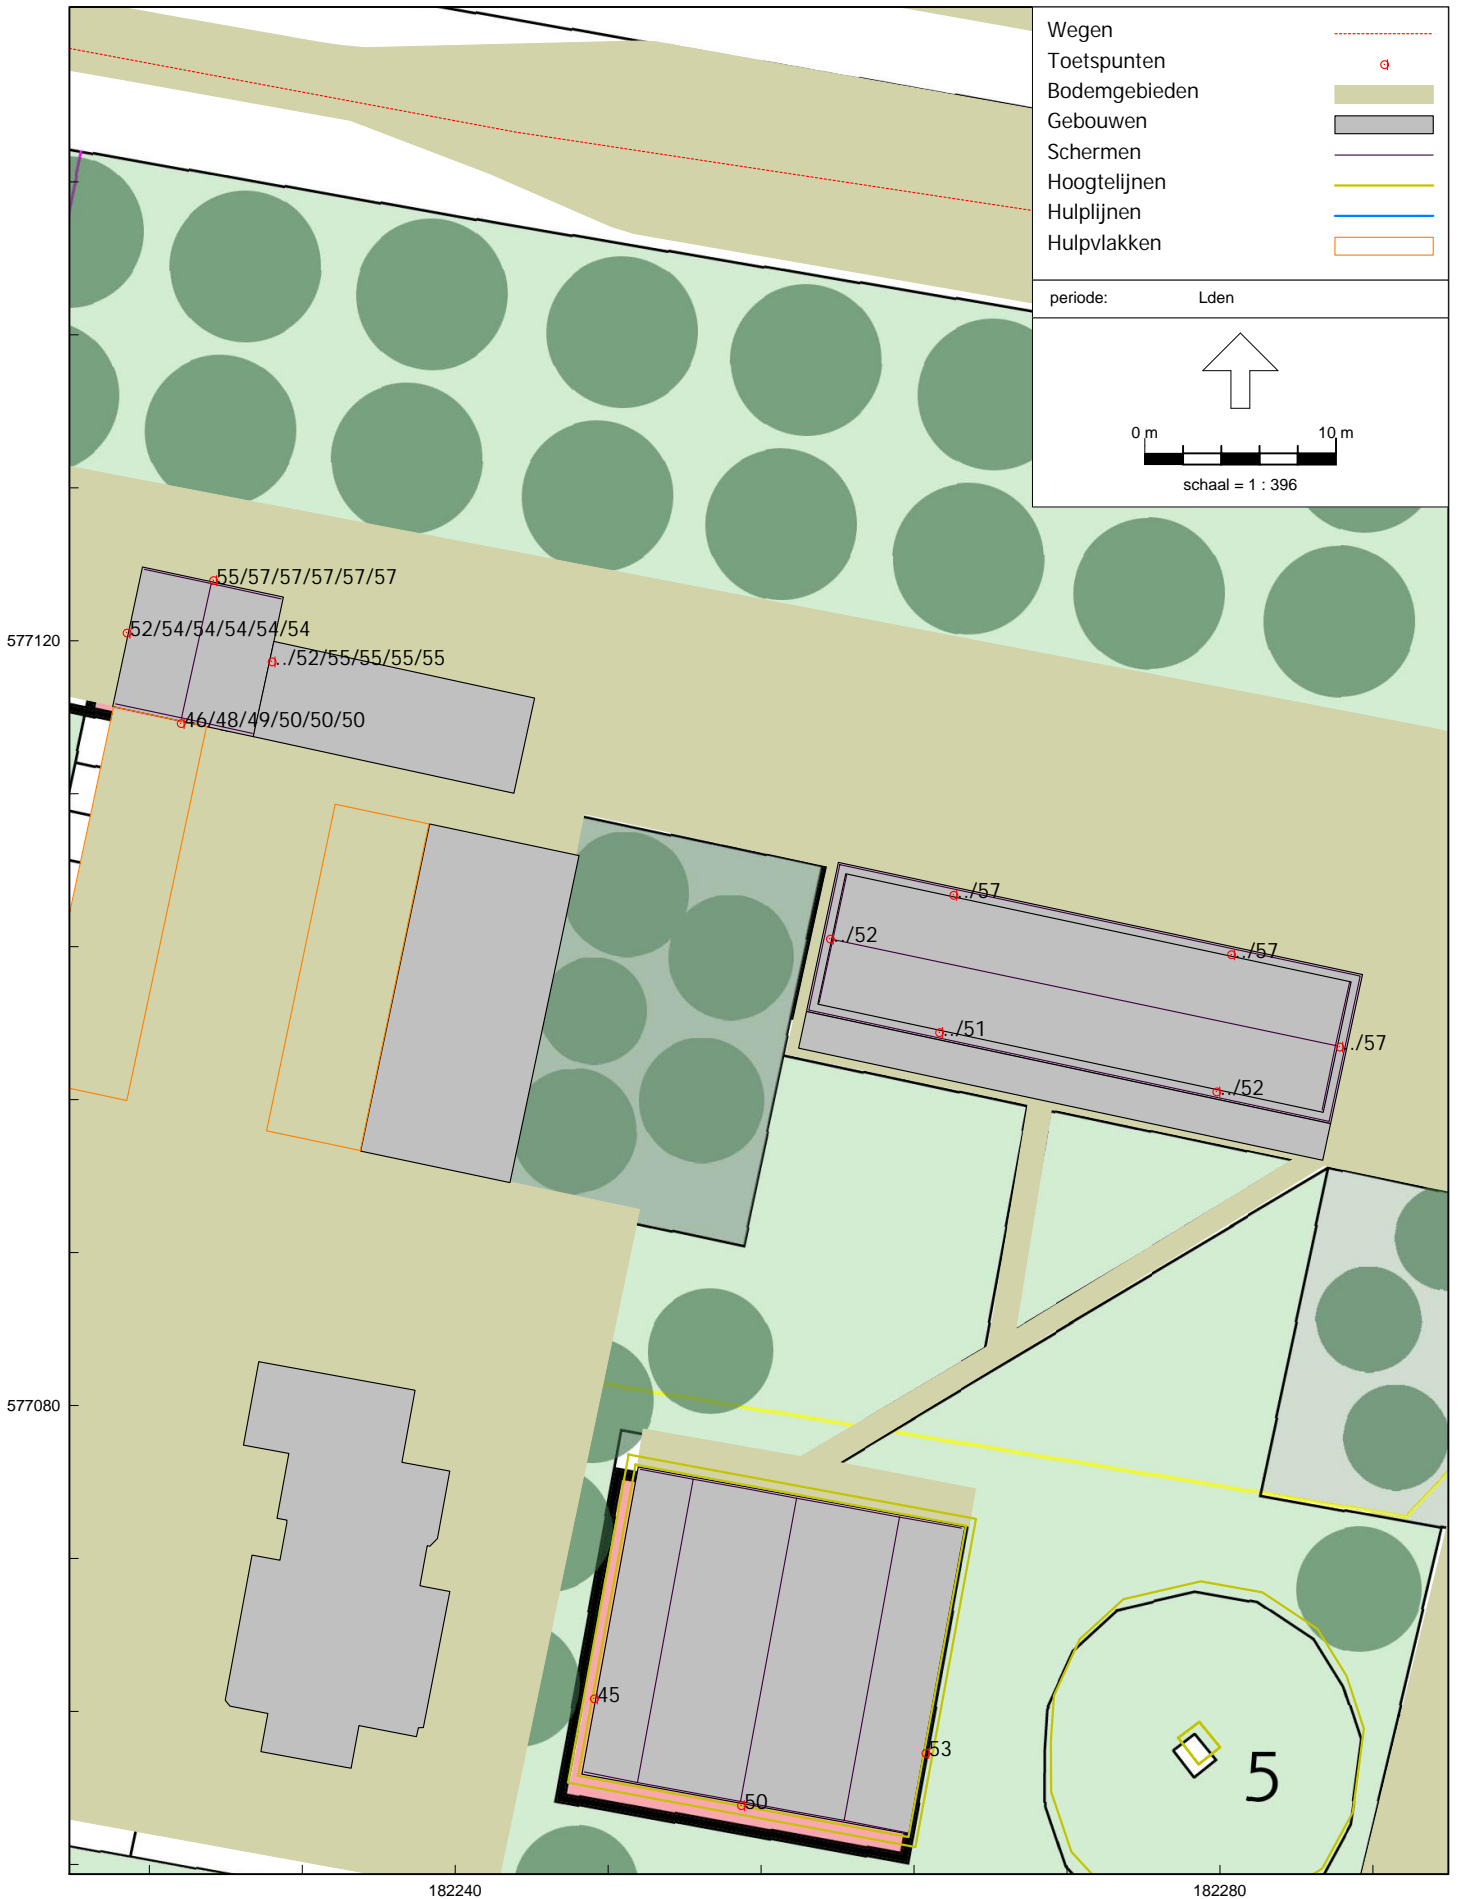 Wegen
Toetspunten
Bodemgebieden
Gebouwen
Schermen
Hoogtelijnen
Hulplijnen
Hulpvlakken
periode: Lden
0 m 10 m
schaal = 1 : 396
55/57/57/57/57/57
52/54/54/54/54/54
577120
../52/55/55/55/55
46/48/49/50/50/50
../57
../52
../57
../51
../57
../52
577080
45
53
5
50
182240 182280